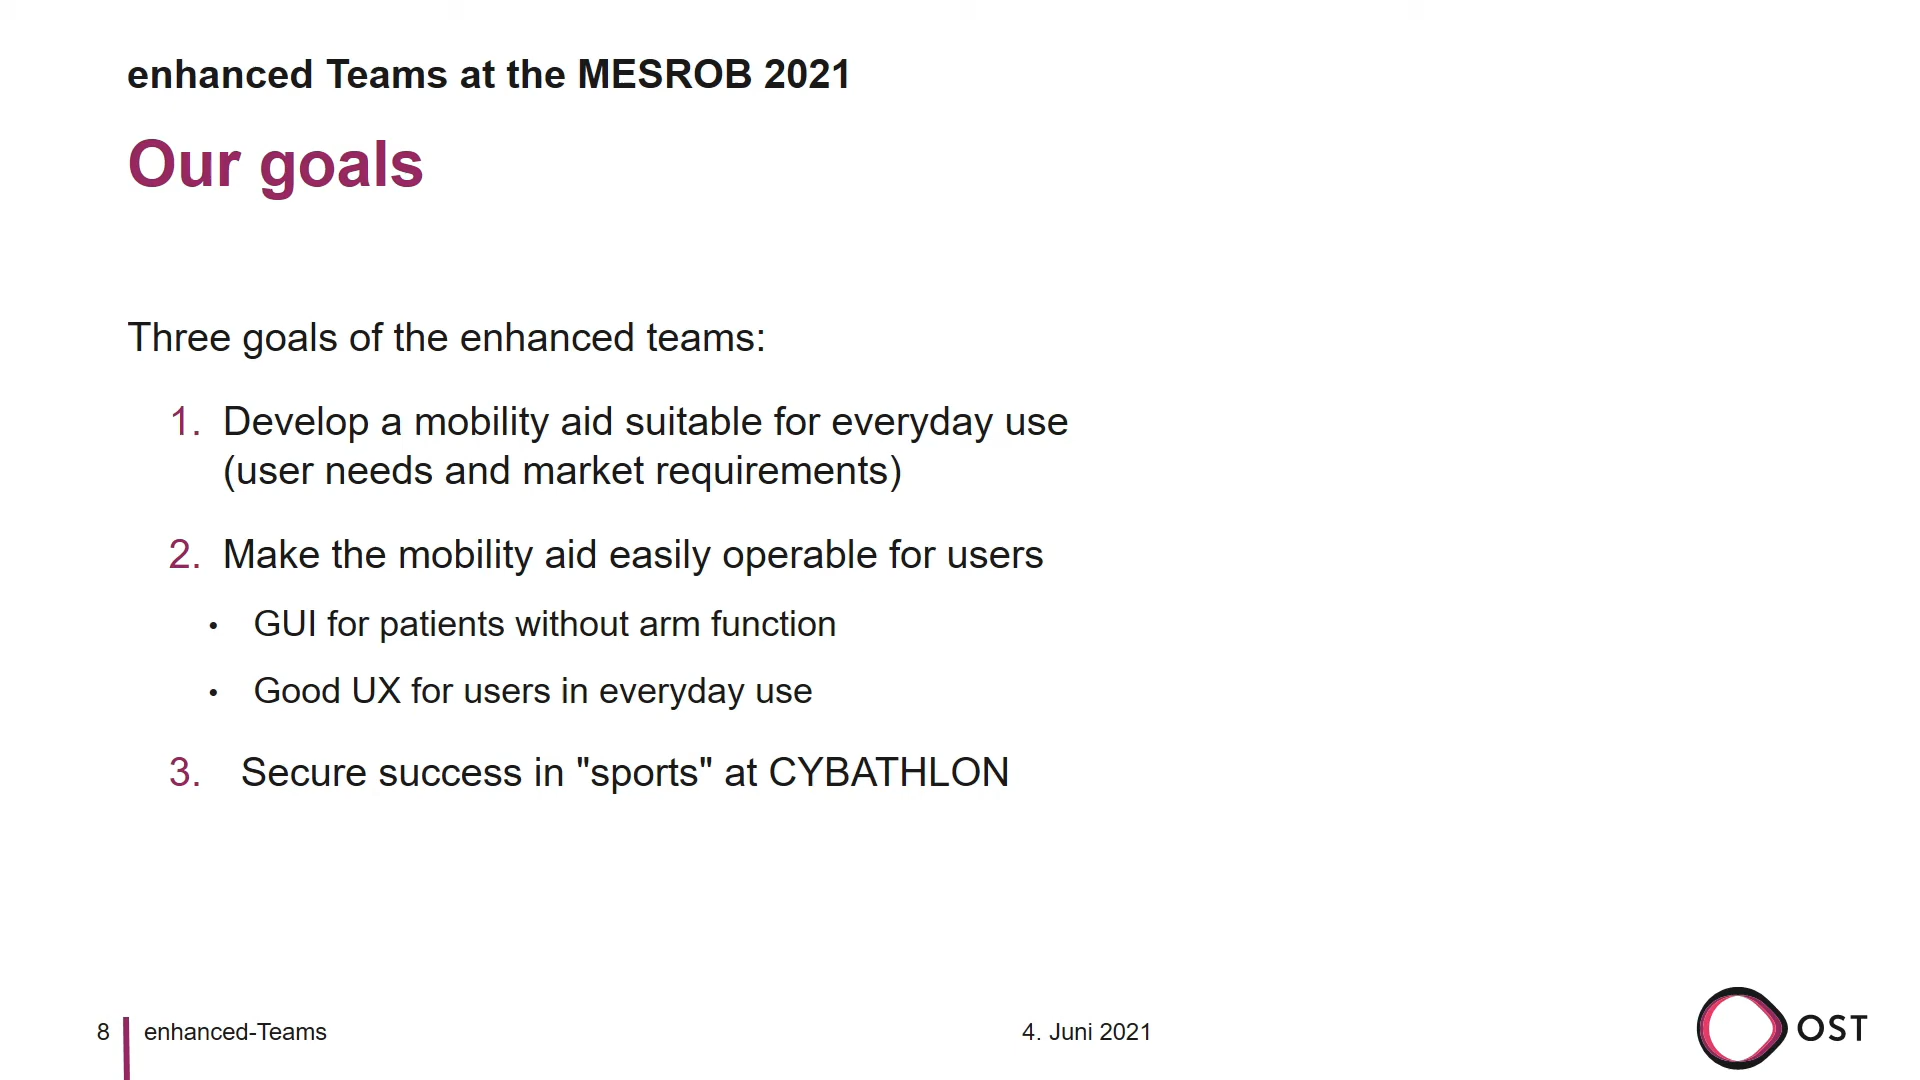 enhanced Teams at the MESROB 2021
Our goals
Three goals of the enhanced teams:
1. Develop a mobility aid suitable for everyday use
(user needs and market requirements)
2. Make the mobility aid easily operable for users
• GUI for patients without arm function
• Good UX for users in everyday use
3. Secure success in "sports" at CYBATHLON
8 enhanced-Teams 4. Juni 2021 OST